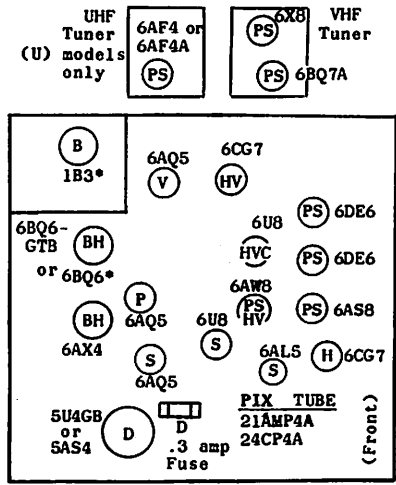 UHF
Tuner
(U) models
only
6AF4 or
6AF4A
PS
6X8
PS
PS
6BQ7A
VHF
Tuner
B
1B3*
6AQ5
V
6CG7
HV
6BQ6-
GTB
or
6BQ6*
BH
6U8
HVC
PS 6DE6
PS 6DE6
P
6AQ5
6AW8
PS
HV
PS 6AS8
BH
6AX4
6U8
S
S
6AQ5
6AL5
S
H 6CG7
5U4GB
or
5AS4
D
D
.3 amp
Fuse
PIX TUBE
21AMP4A
24CP4A
(Front)